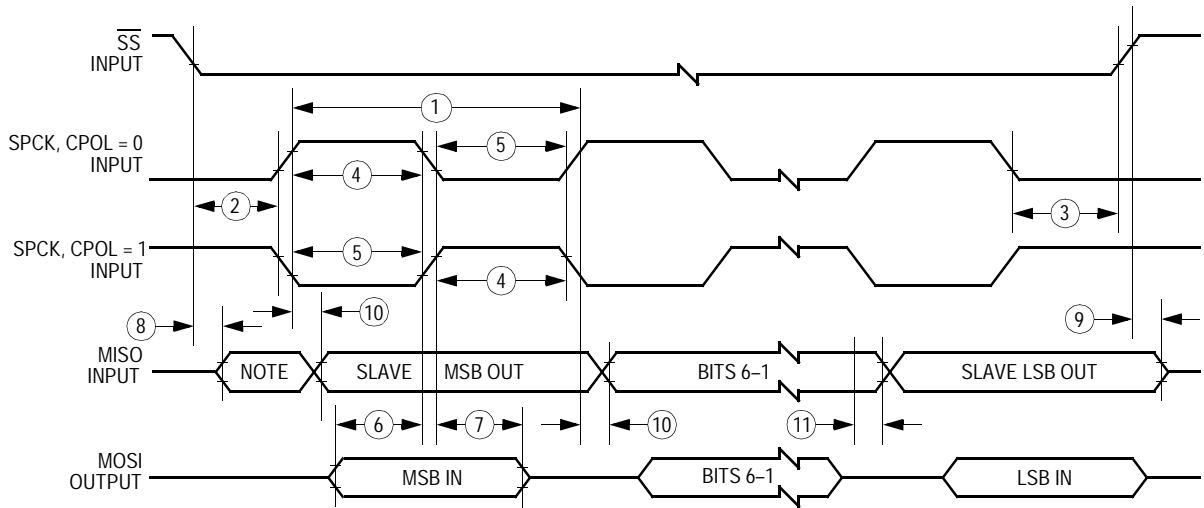 SS
INPUT
1
SPCK, CPOL = 0
INPUT
5
4
2
3
SPCK, CPOL = 1
INPUT
5
4
8
10
9
MISO
INPUT
NOTE
SLAVE
MSB OUT
BITS 6–1
SLAVE LSB OUT
6
7
10
11
MOSI
OUTPUT
MSB IN
BITS 6–1
LSB IN